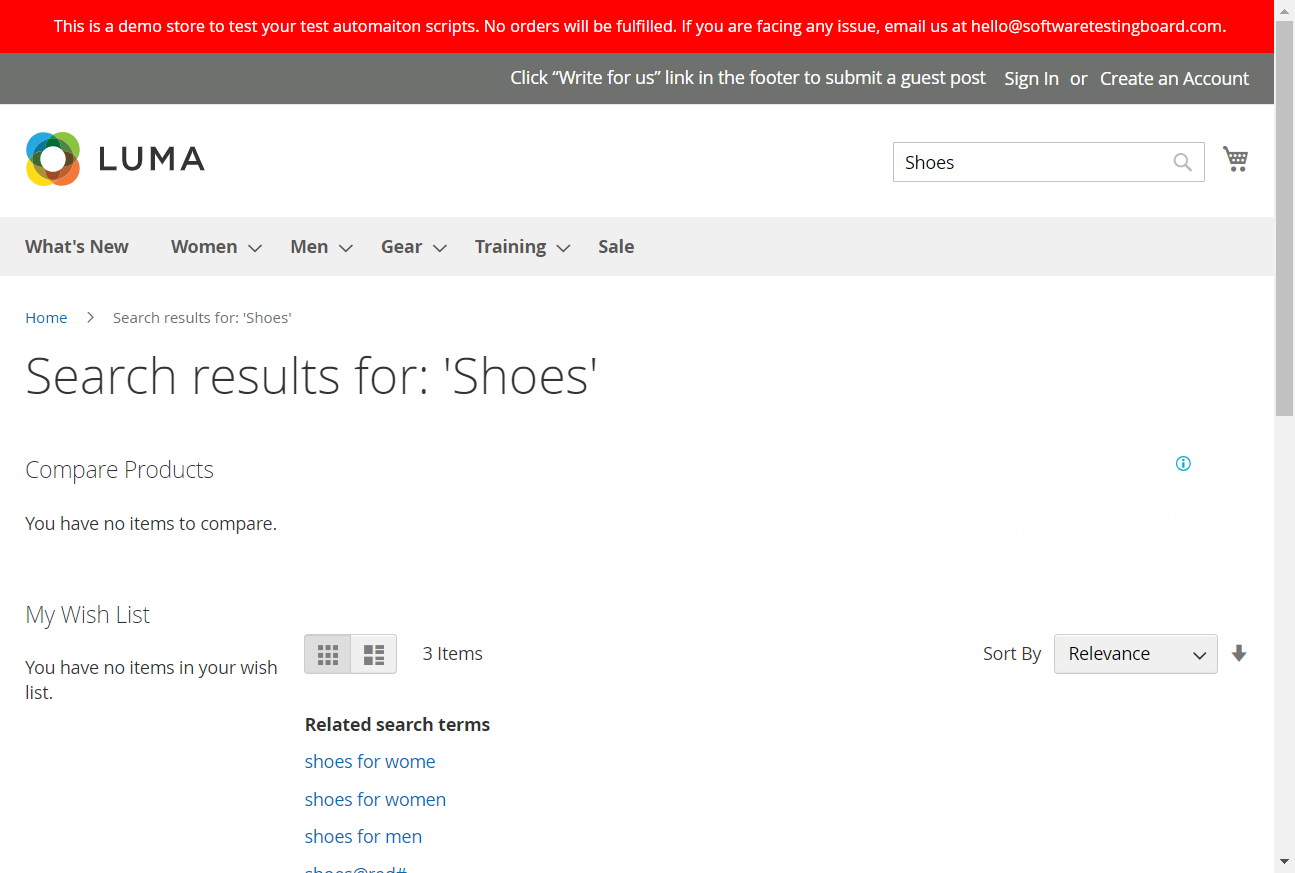 This is a demo store to test your test automaiton scripts. No orders will be fulfilled. If you are facing any issue, email us at hello@softwaretestingboard.com.
Click “Write for us” link in the footer to submit a guest post Sign In or Create an Account
LUMA
Shoes
What's New Women Men Gear Training Sale
Home Search results for: 'Shoes'
Search results for: 'Shoes'
Compare Products
You have no items to compare.
My Wish List
You have no items in your wish
list.
3 Items
Sort By Relevance
Related search terms
shoes for wome
shoes for women
shoes for men
shoes@red#